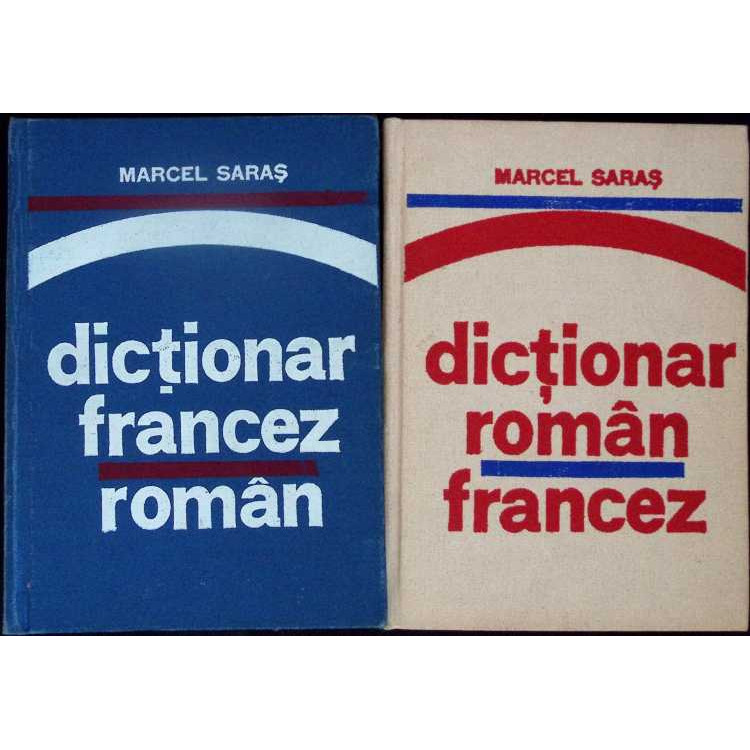 MARCEL SARAȘ
dicționar
francez
român
MARCEL SARAȘ
dicționar
român
francez